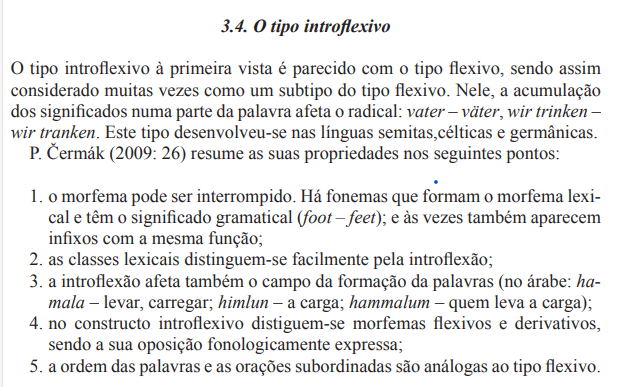 3.4. O tipo introflexivo
O tipo introflexivo à primeira vista é parecido com o tipo flexivo, sendo assim
considerado muitas vezes como um subtipo do tipo flexivo. Nele, a acumulação
dos significados numa parte da palavra afeta o radical: vater – väter, wir trinken –
wir tranken. Este tipo desenvolveu-se nas línguas semitas,célticas e germânicas.
P. Čermák (2009: 26) resume as suas propriedades nos seguintes pontos:
1. o morfema pode ser interrompido. Há fonemas que formam o morfema lexi-
cal e têm o significado gramatical (foot – feet); e às vezes também aparecem
infixos com a mesma função;
2. as classes lexicais distinguem-se facilmente pela introflexão;
3. a introflexão afeta também o campo da formação da palavras (no árabe: ha-
mala – levar, carregar; himlun – a carga; hammalum – quem leva a carga);
4. no constructo introflexivo distiguem-se morfemas flexivos e derivativos,
sendo a sua oposição fonologicamente expressa;
5. a ordem das palavras e as orações subordinadas são análogas ao tipo flexivo.